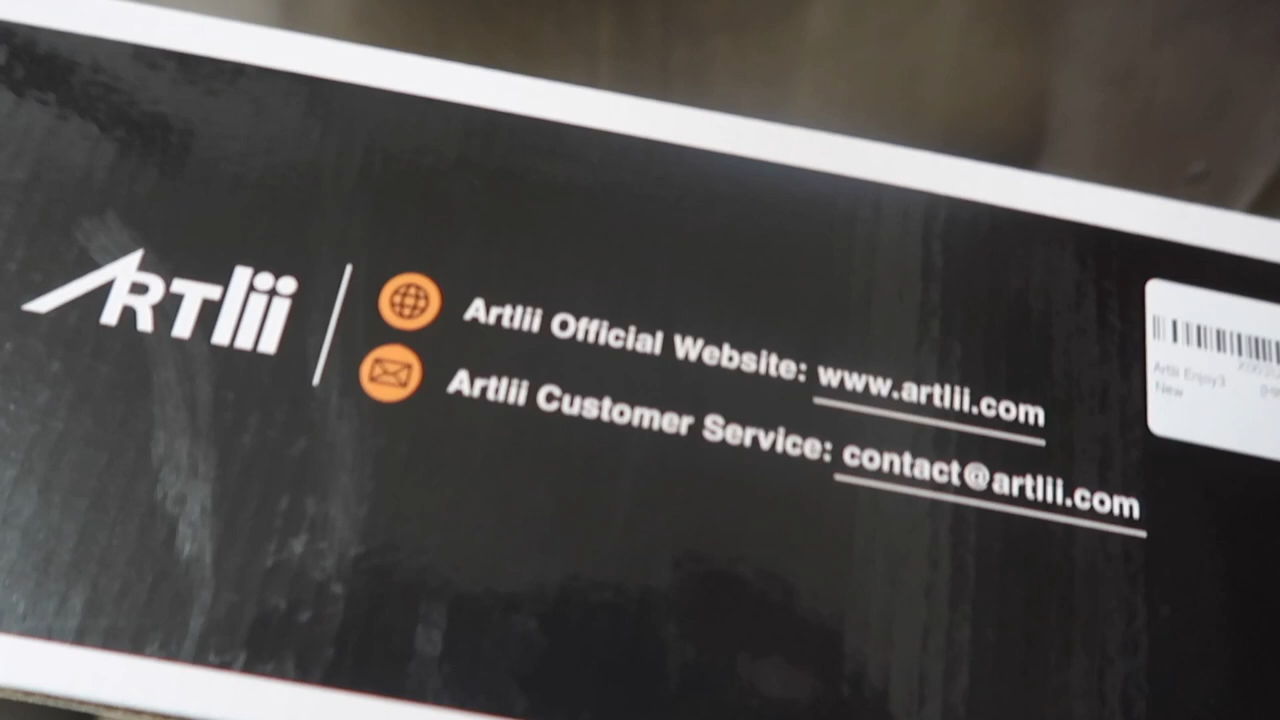 ARTlii
Artlii Official Website: www.artlii.com
Artlii Customer Service: contact@artlii.com
Artlii Enjoy3
New